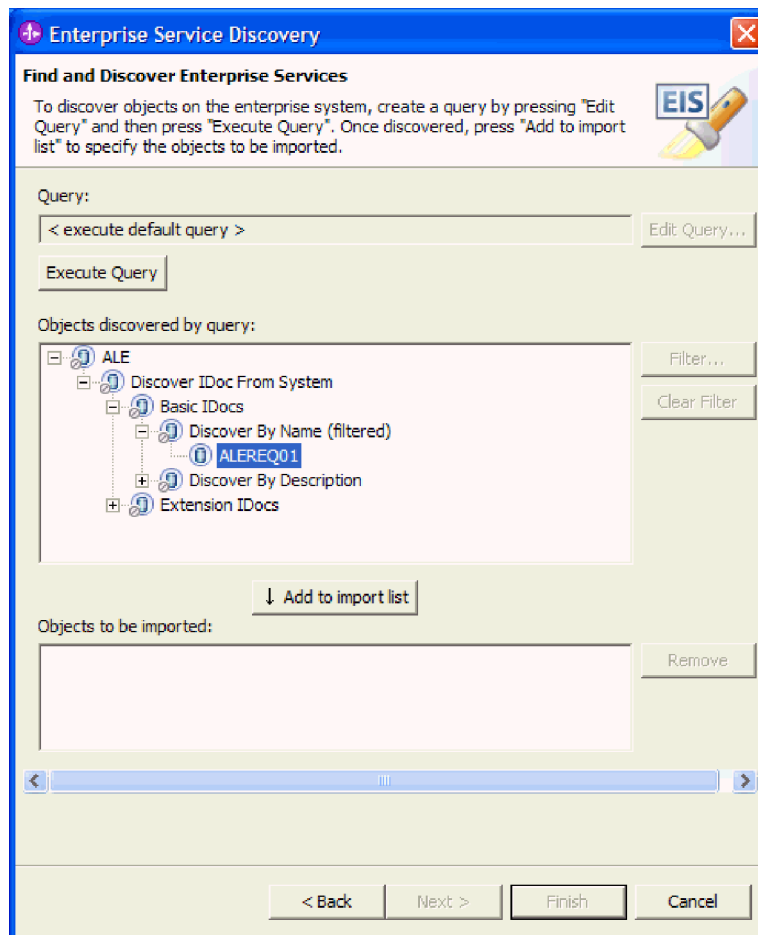 Enterprise Service Discovery
Find and Discover Enterprise Services
To discover objects on the enterprise system, create a query by pressing "Edit
Query" and then press "Execute Query". Once discovered, press "Add to import
list" to specify the objects to be imported.
EIS
Query:
< execute default query >
Edit Query...
Execute Query
Objects discovered by query:
ALE
Discover IDoc From System
Basic IDocs
Discover By Name (filtered)
ALEREQ01
Discover By Description
Extension IDocs
Filter...
Clear Filter
↓ Add to import list
Objects to be imported:
Remove
< Back
Next >
Finish
Cancel